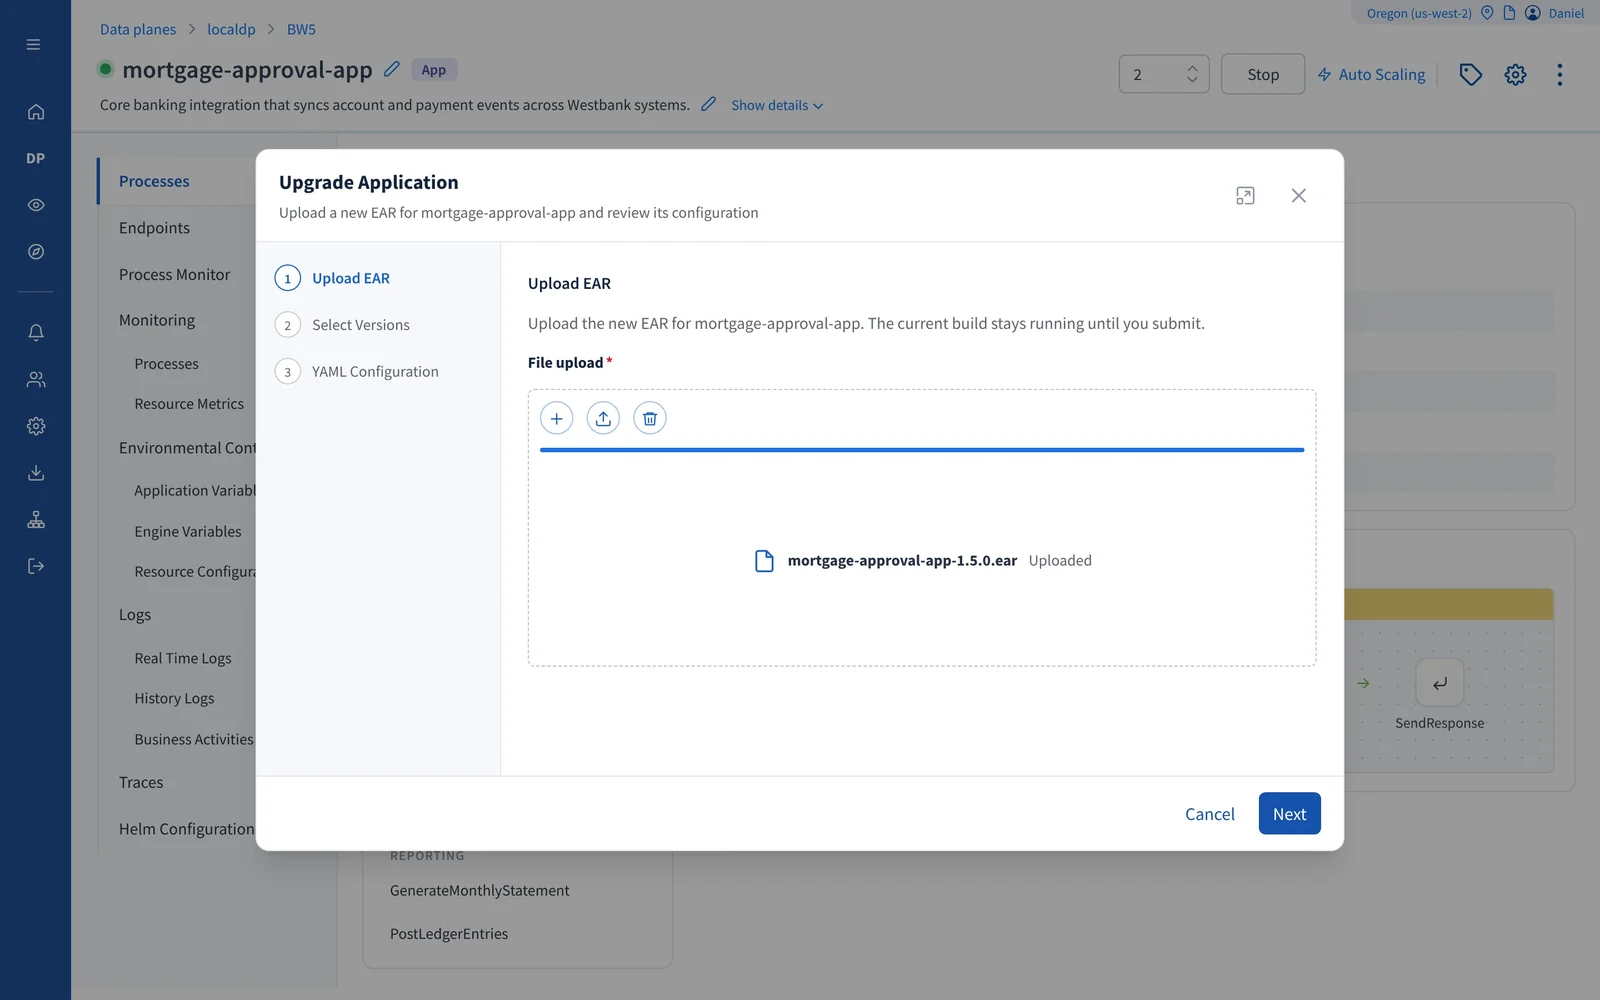 Data planes > localdp > BW5
Oregon (us-west-2) Daniel
mortgage-approval-app App
2 Stop Auto Scaling
Core banking integration that syncs account and payment events across Westbank systems. Show details
DP
Processes
Endpoints
Process Monitor
Monitoring
Processes
Resource Metrics
Environmental Cont
Application Variabl
Engine Variables
Resource Configura
Logs
Real Time Logs
History Logs
Business Activities
Traces
Helm Configuration
Upgrade Application
Upload a new EAR for mortgage-approval-app and review its configuration
1 Upload EAR
2 Select Versions
3 YAML Configuration
Upload EAR
Upload the new EAR for mortgage-approval-app. The current build stays running until you submit.
File upload *
mortgage-approval-app-1.5.0.ear Uploaded
Cancel Next
SendResponse
REPORTING
GenerateMonthlyStatement
PostLedgerEntries